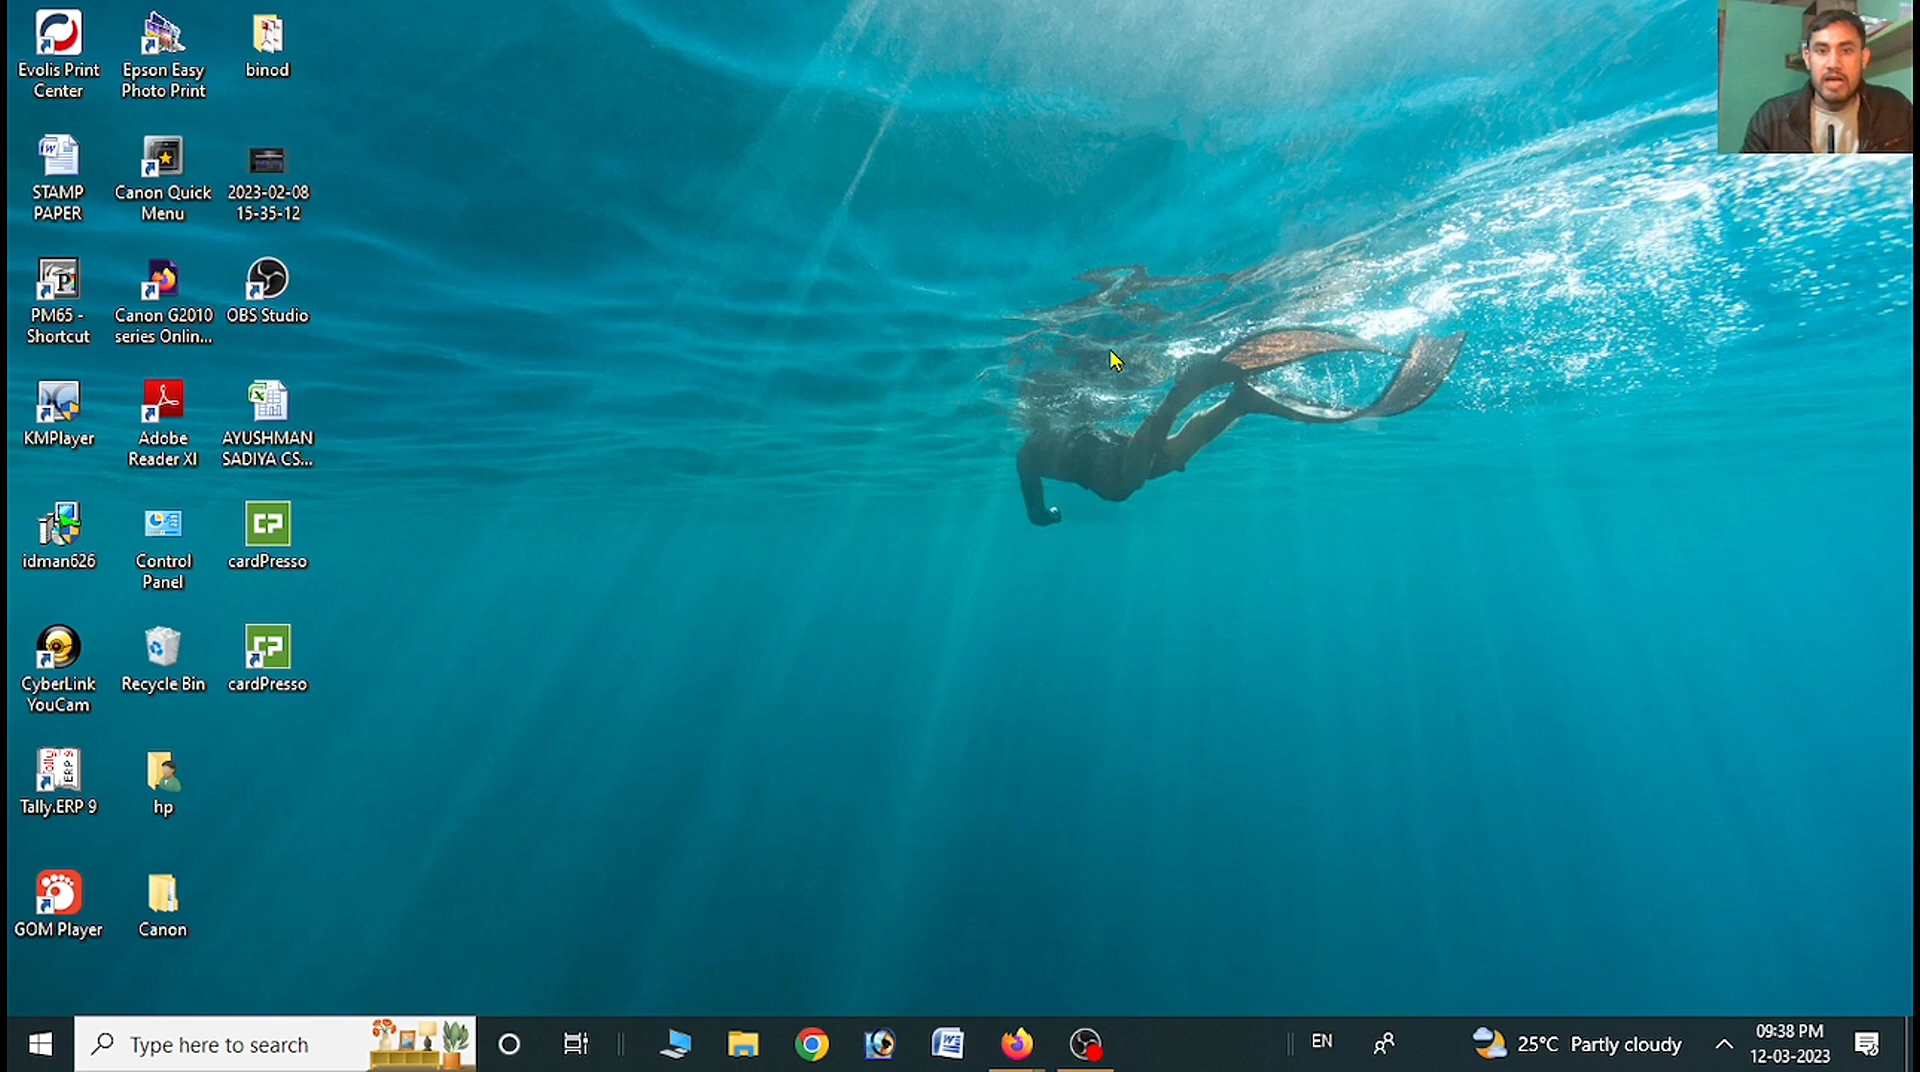 Evolis Print
Center
Epson Easy
Photo Print
binod
STAMP
PAPER
Canon Quick
Menu
2023-02-08
15-35-12
PM65 -
Shortcut
Canon G2010
series Onlin...
OBS Studio
KMPlayer
Adobe
Reader XI
AYUSHMAN
SADIYA CS...
idman626
Control
Panel
cardPresso
CyberLink
YouCam
Recycle Bin
cardPresso
Tally.ERP 9
hp
GOM Player
Canon
Type here to search
EN
25°C Partly cloudy
09:38 PM
12-03-2023